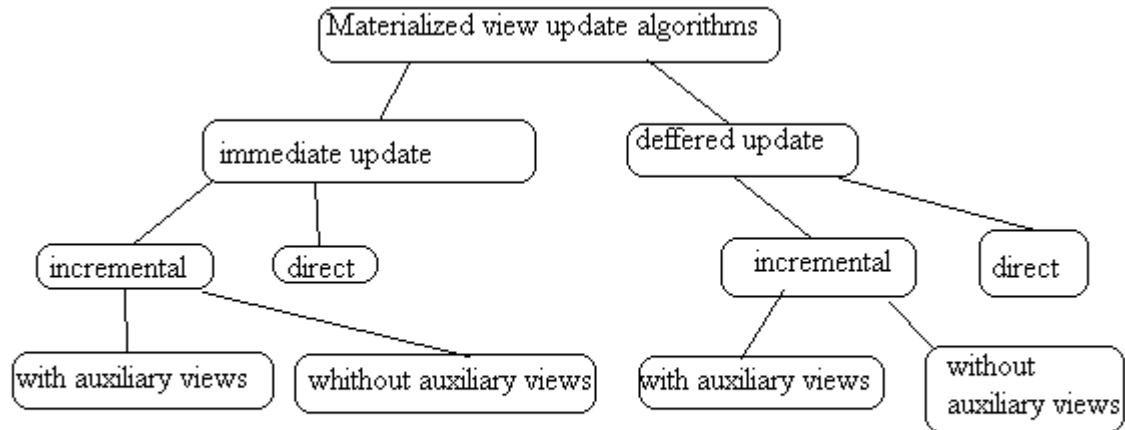 Materialized view update algorithms
immediate update
deffered update
incremental
direct
incremental
direct
with auxiliary views
whithout auxiliary views
with auxiliary views
without
auxiliary views